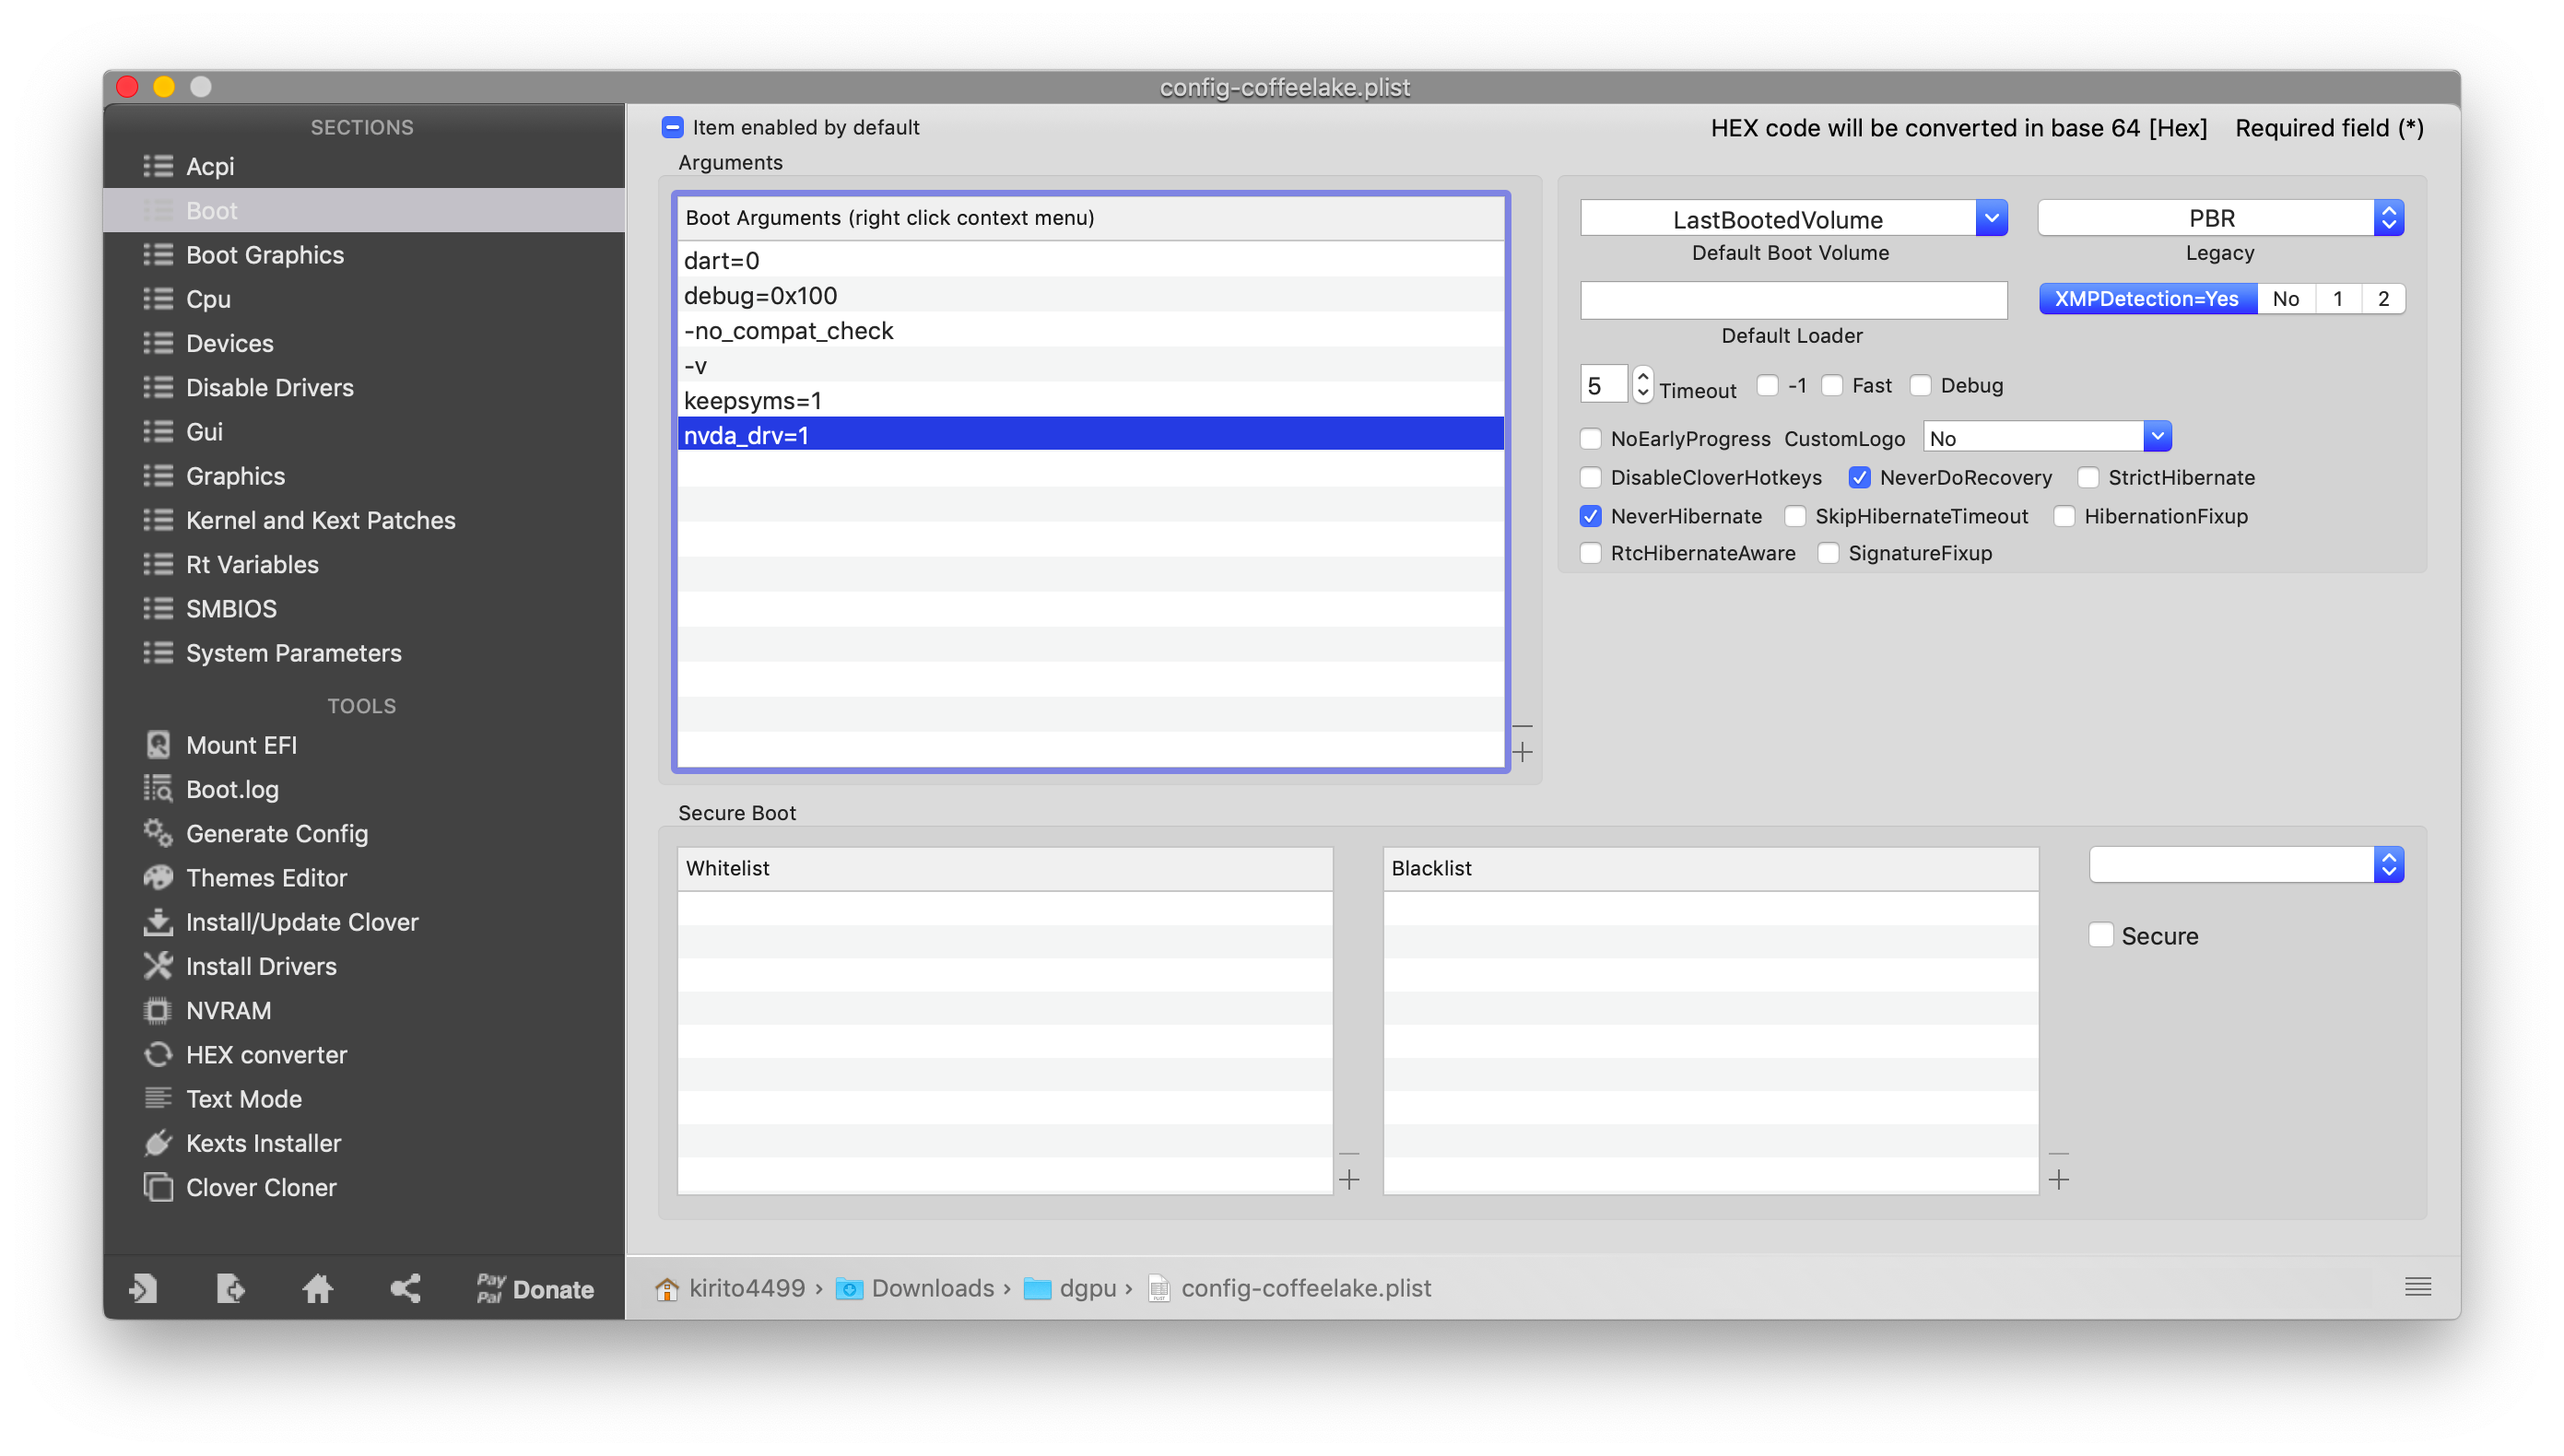 config-coffeelake.plist
SECTIONS
Acpi
Boot
Boot Graphics
Cpu
Devices
Disable Drivers
Gui
Graphics
Kernel and Kext Patches
Rt Variables
SMBIOS
System Parameters
TOOLS
Mount EFI
Boot.log
Generate Config
Themes Editor
Install/Update Clover
Install Drivers
NVRAM
HEX converter
Text Mode
Kexts Installer
Clover Cloner
Pay Pal Donate
Item enabled by default
HEX code will be converted in base 64 [Hex] Required field (*)
Arguments
Boot Arguments (right click context menu)
dart=0
debug=0x100
-no_compat_check
-v
keepsyms=1
nvda_drv=1
LastBootedVolume
Default Boot Volume
PBR
Legacy
Default Loader
XMPDetection=Yes No 1 2
5 Timeout -1 Fast Debug
NoEarlyProgress CustomLogo No
DisableCloverHotkeys NeverDoRecovery StrictHibernate
NeverHibernate SkipHibernateTimeout HibernationFixup
RtcHibernateAware SignatureFixup
Secure Boot
Whitelist
Blacklist
Secure
kirito4499 › Downloads › dgpu › config-coffeelake.plist